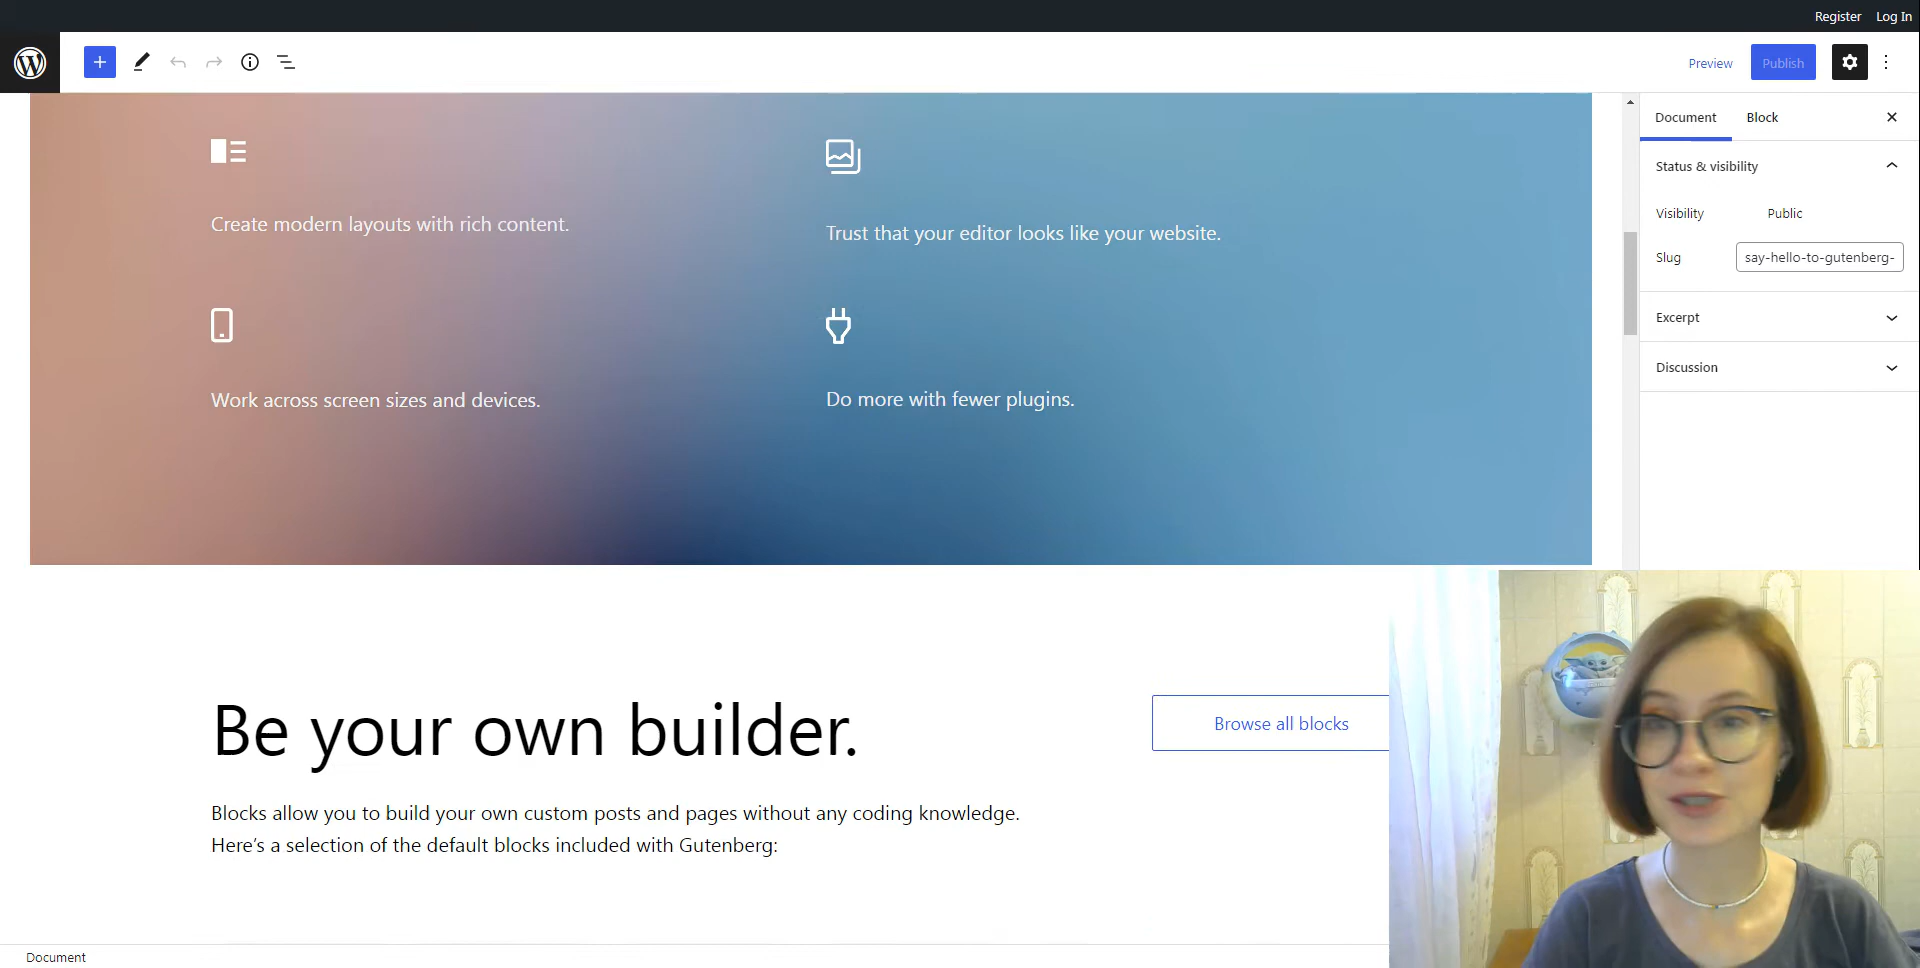 Register Log In
Preview Publish
Document Block
Status & visibility
Visibility Public
Slug say-hello-to-gutenberg-
Excerpt
Discussion
Create modern layouts with rich content.
Trust that your editor looks like your website.
Work across screen sizes and devices.
Do more with fewer plugins.
Be your own builder.
Browse all blocks
Blocks allow you to build your own custom posts and pages without any coding knowledge.
Here’s a selection of the default blocks included with Gutenberg:
Document